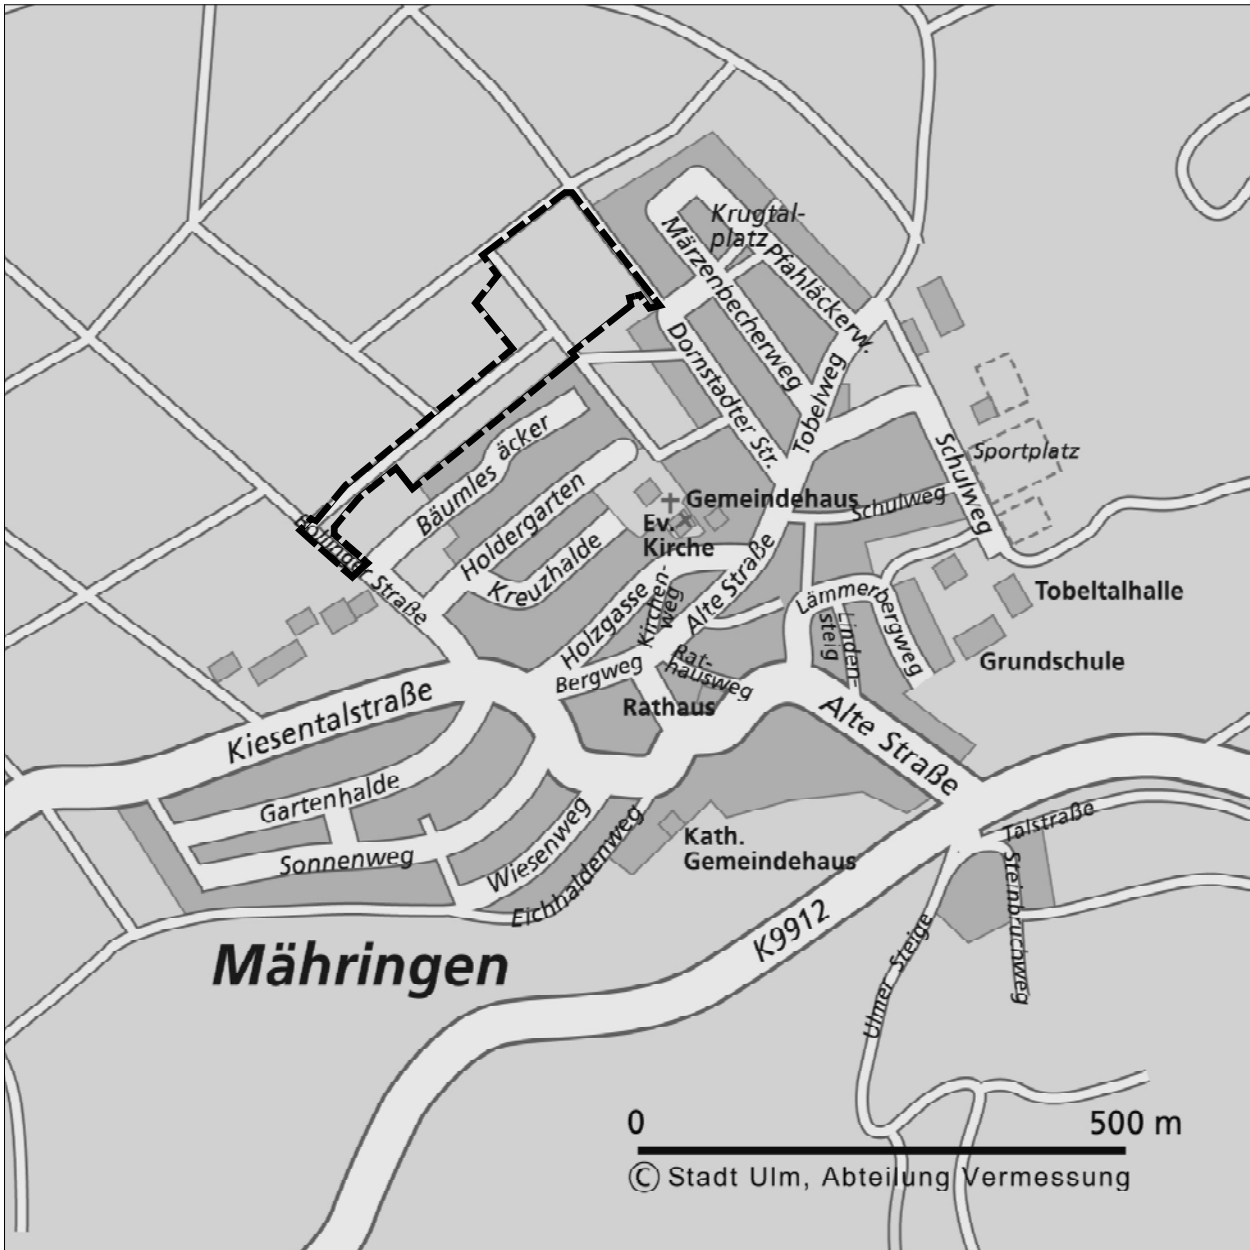 Krugtal-
platz
Märzenbecherweg
Pfahläckerw.
Dornstadter Str.
Tobelweg
Bäumles äcker
Holdergarten
Kreuzhalde
Straße
Gemeindehaus
Ev.
Kirche
Sportplatz
Schulweg
Schulweg
Holzgasse
Kirchen-
weg
Alte Straße
Lämmerbergweg
Linden-
steig
Tobeltalhalle
Grundschule
Bergweg
Rat-
hausweg
Rathaus
Kiesentalstraße
Alte Straße
Gartenhalde
Sonnenweg
Wiesenweg
Eichhaldenweg
Kath.
Gemeindehaus
Talstraße
Steinbruchweg
K9912
Ulmer Steige
Mähringen
0 500 m
© Stadt Ulm, Abteilung Vermessung